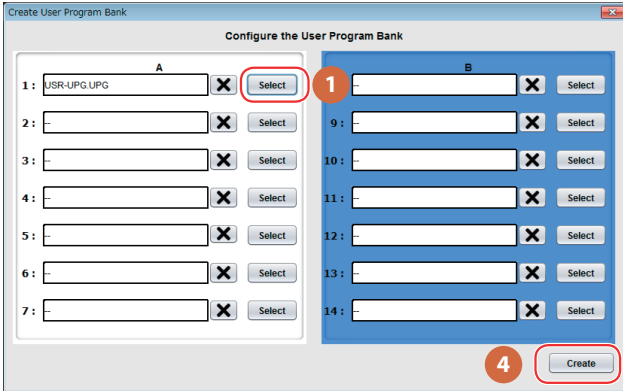 Create User Program Bank
Configure the User Program Bank
A
1 : USR-UPG.UPG Select
2 : -- Select
3 : -- Select
4 : -- Select
5 : -- Select
6 : -- Select
7 : -- Select
B
1 -- Select
9 : -- Select
10 : -- Select
11 : -- Select
12 : -- Select
13 : -- Select
14 : -- Select
4 Create